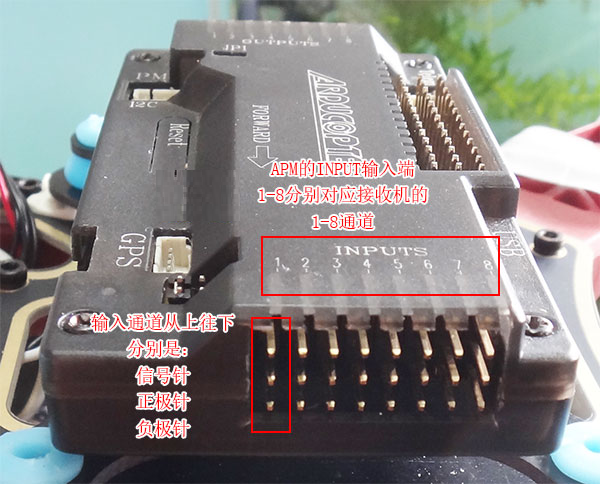 OUTPUTS
JP1
PM
I2C
Reset
FORWARD
APM的INPUT输入端
1-8分别对应接收机的
1-8通道
GPS
INPUTS
1 2 3 4 5 6 7 8
输入通道从上往下
分别是:
信号针
正极针
负极针